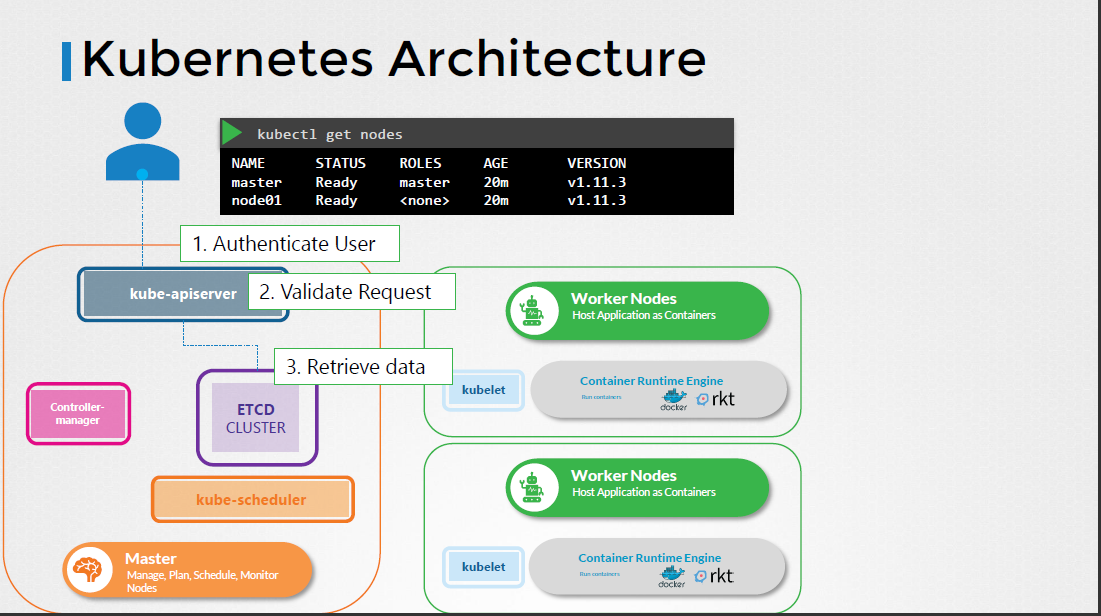 Kubernetes Architecture
kubectl get nodes
NAME STATUS ROLES AGE VERSION
master Ready master 20m v1.11.3
node01 Ready <none> 20m v1.11.3
1. Authenticate User
kube-apiserver
2. Validate Request
3. Retrieve data
Controller-
manager
ETCD
CLUSTER
kube-scheduler
Master
Manage, Plan, Schedule, Monitor
Nodes
Worker Nodes
Host Application as Containers
kubelet
Container Runtime Engine
Run containers
docker
rkt
Worker Nodes
Host Application as Containers
kubelet
Container Runtime Engine
Run containers
docker
rkt